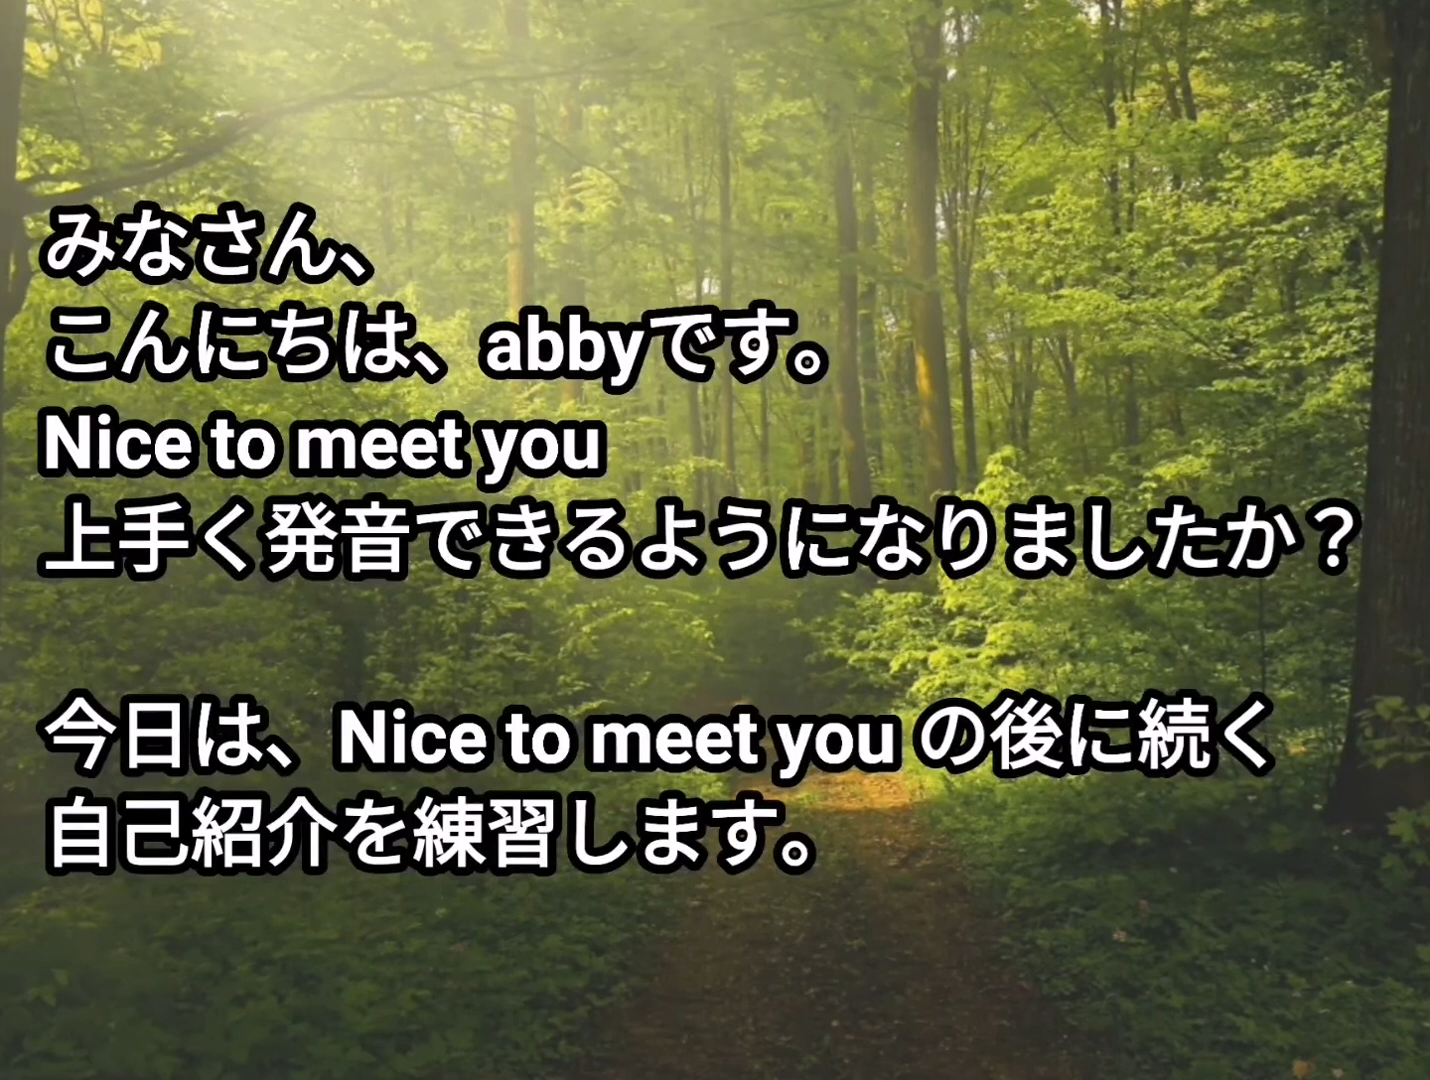 みなさん、
こんにちは、abbyです。
Nice to meet you
上手く発音できるようになりましたか？
今日は、Nice to meet you の後に続く
自己紹介を練習します。